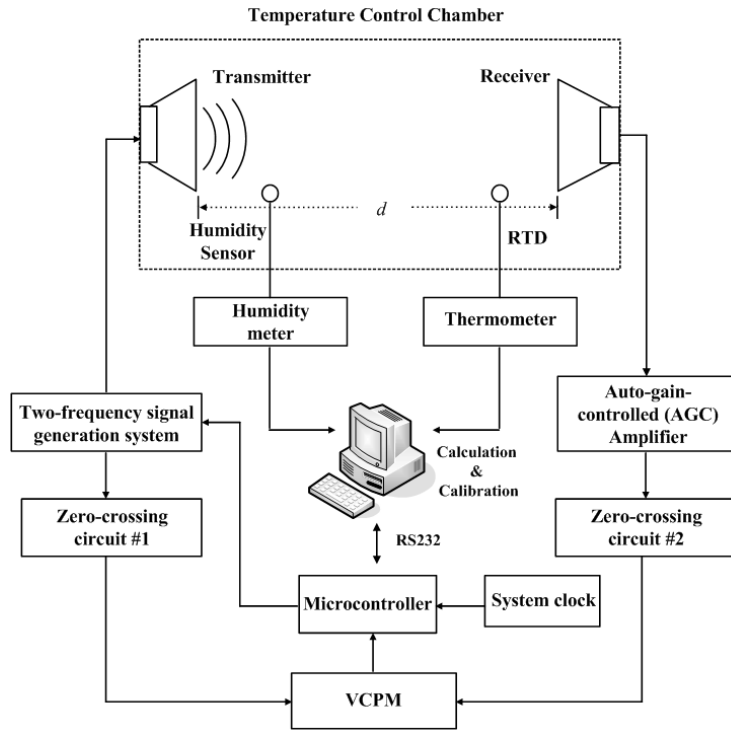 Temperature Control Chamber
Transmitter
Receiver
d
Humidity
Sensor
RTD
Humidity
meter
Thermometer
Two-frequency signal
generation system
Auto-gain-
controlled (AGC)
Amplifier
Calculation
&
Calibration
Zero-crossing
circuit #1
Zero-crossing
circuit #2
RS232
Microcontroller
System clock
VCPM